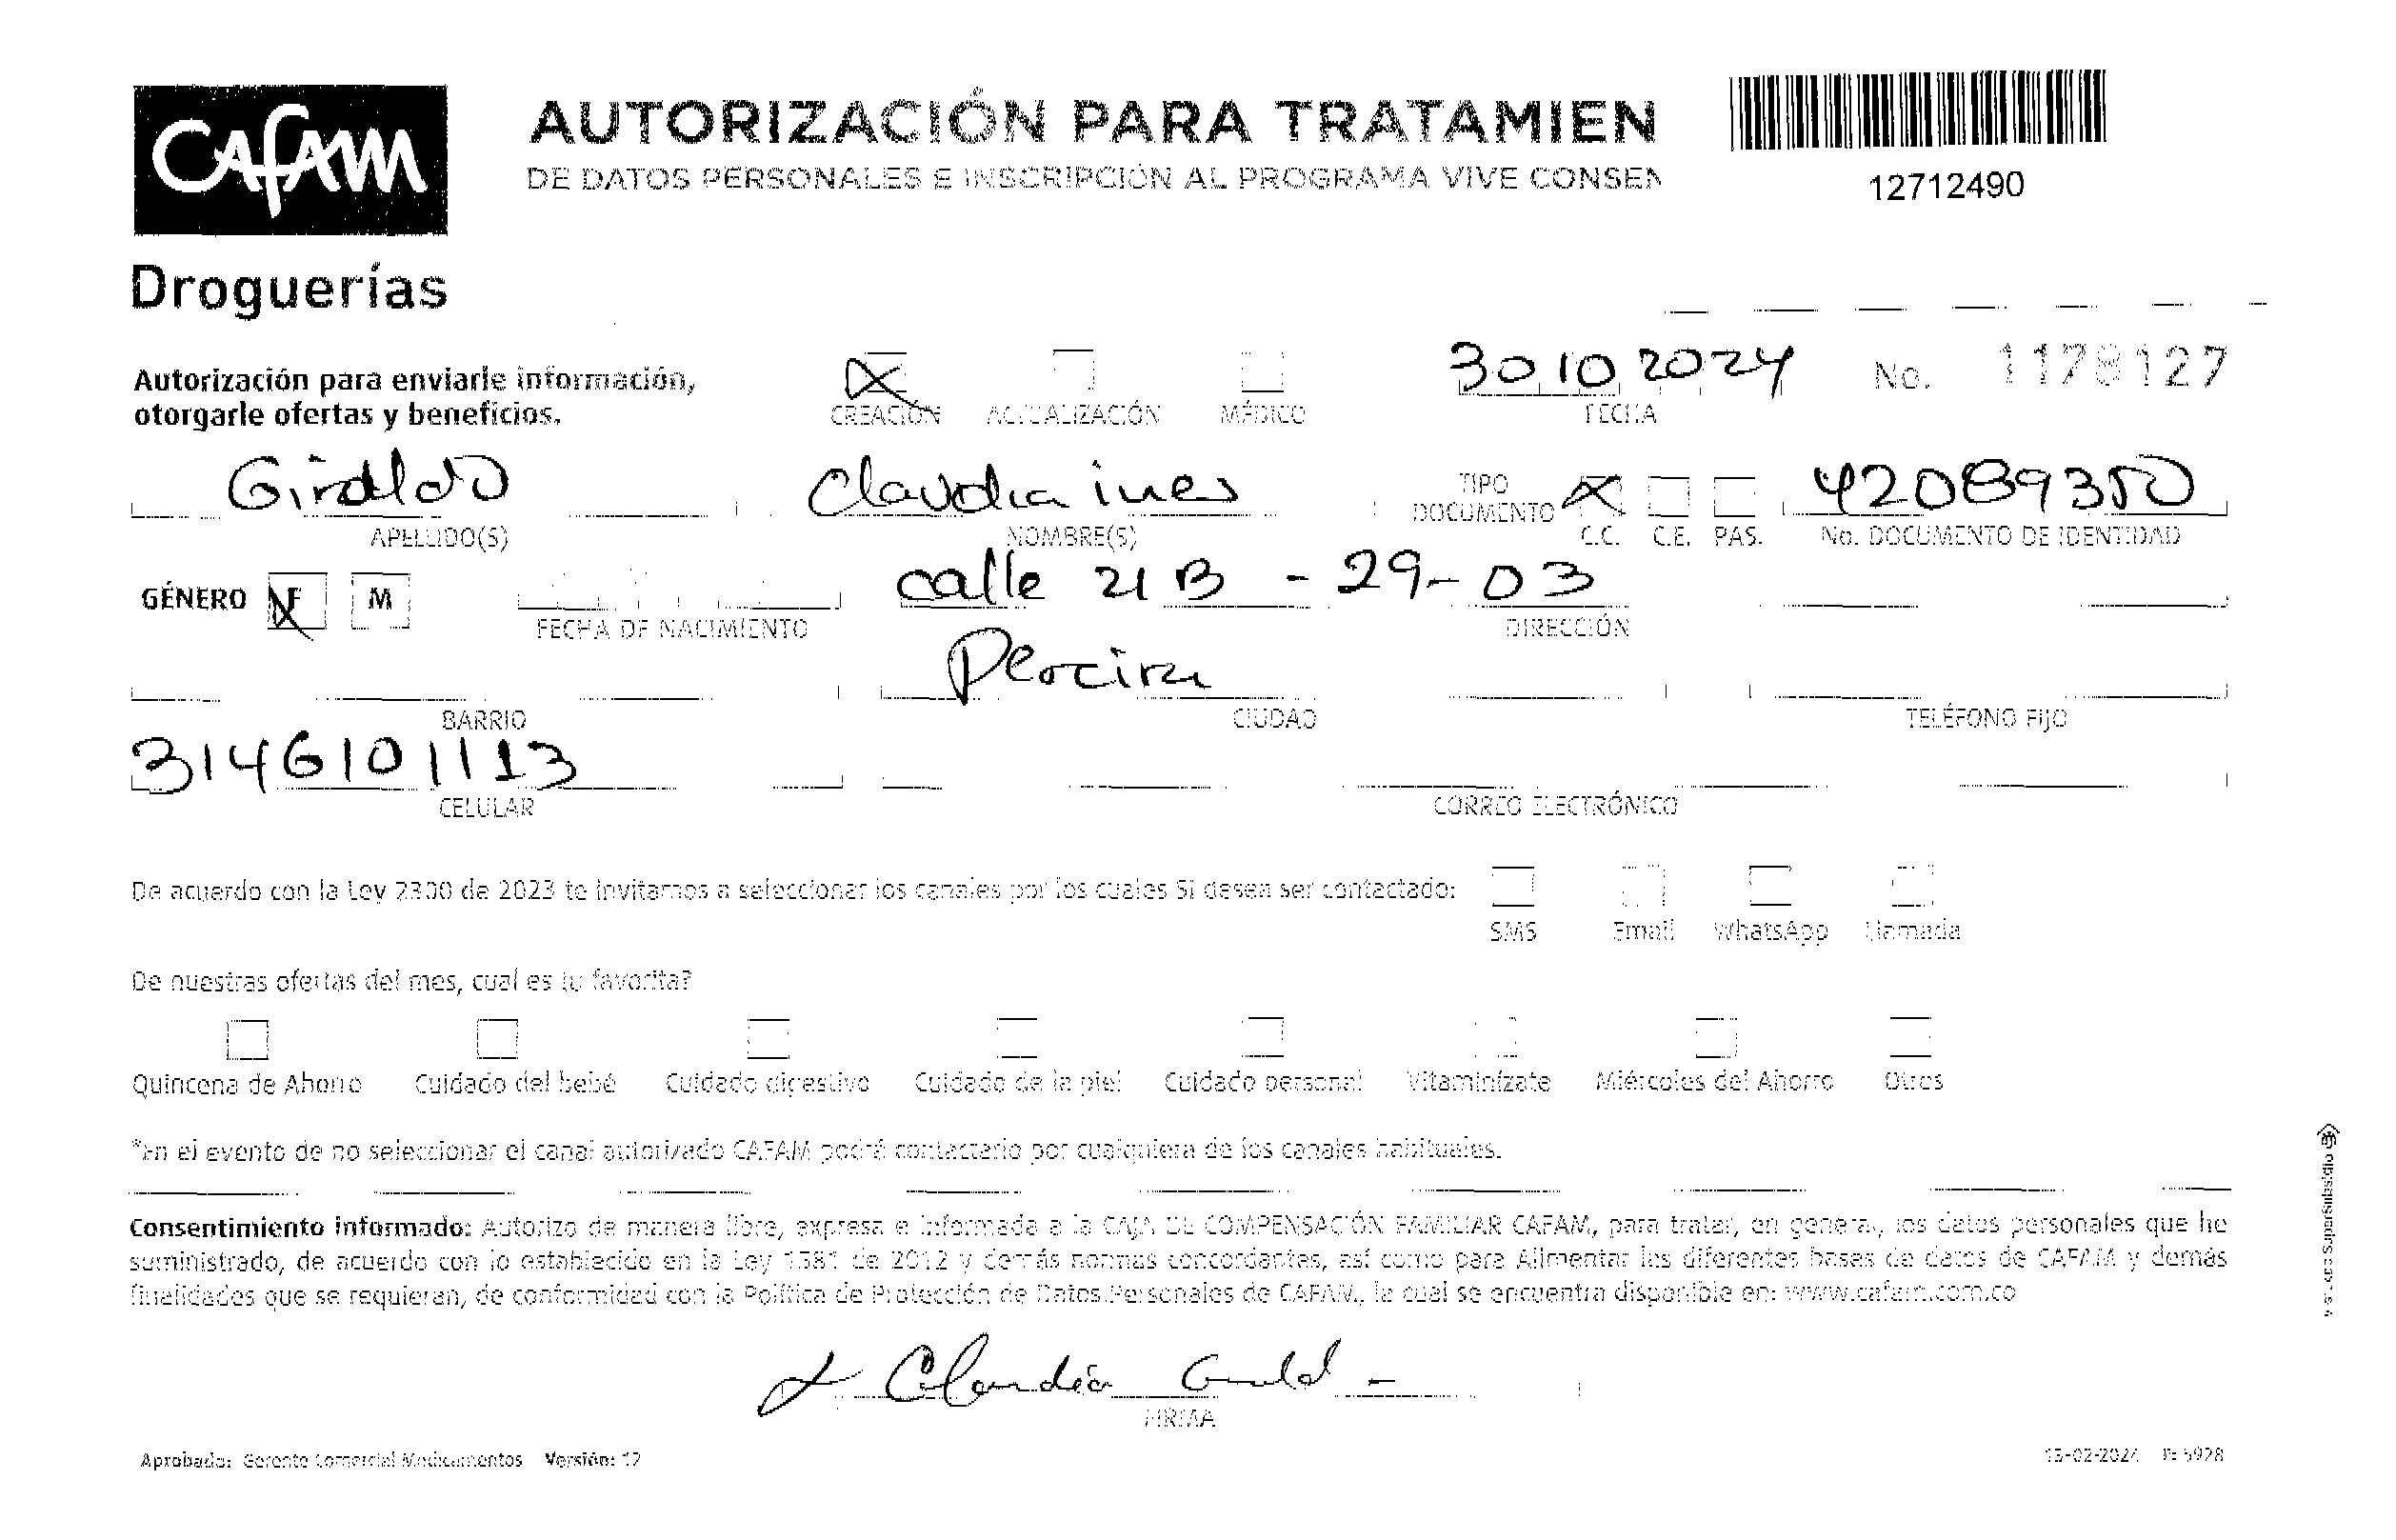 CAFAM
Droguerías
AUTORIZACIÓN PARA TRATAMIEN
DE DATOS PERSONALES E INSCRIPCIÓN AL PROGRAMA VIVE CONSEN
12712490
Autorización para enviarle información,
otorgarle ofertas y beneficios.
CREACIÓN ACTUALIZACIÓN MÉDICO
30 10 2024
FECHA
No. 1178127
Giraldo Claudia ines TIPO DOCUMENTO 42089350
APELLIDO(S) NOMBRE(S) C.C. C.E. PAS. No. DOCUMENTO DE IDENTIDAD
GÉNERO F M calle 21 B - 29 - 03
FECHA DE NACIMIENTO DIRECCIÓN
Pereira
BARRIO CIUDAD TELÉFONO FIJO
3146101113
CELULAR CORREO ELECTRÓNICO
De acuerdo con la Ley 2300 de 2023 te invitamos a seleccionar los canales por los cuales SI desea ser contactado:
SMS Email WhatsApp Llamada
De nuestras ofertas del mes, cual es tu favorita?
Quincena de Ahorro Cuidado del bebé Cuidado digestivo Cuidado de la piel Cuidado personal Vitaminízate Miércoles del Ahorro Otros
*En el evento de no seleccionar el canal autorizado CAFAM podrá contactarlo por cualquiera de los canales habituales.
Consentimiento informado: Autorizo de manera libre, expresa e informada a la CAJA DE COMPENSACIÓN FAMILIAR CAFAM, para tratar, en general, los datos personales que he
suministrado, de acuerdo con lo establecido en la Ley 1581 de 2012 y demás normas concordantes, así como para Alimentar las diferentes bases de datos de CAFAM y demás
finalidades que se requieran, de conformidad con la Política de Protección de Datos Personales de CAFAM, la cual se encuentra disponible en: www.cafam.com.co
Claudia
FIRMA
Aprobado: Gerente Comercial Medicamentos Versión: 12
13-02-2024